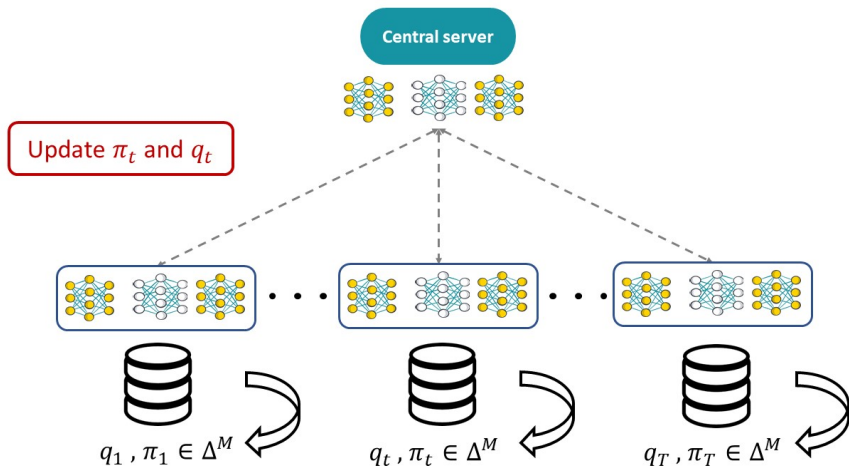 Central server
Update π_t and q_t
. . .
. . .
q_1 , π_1 ∈ Δ^M
q_t , π_t ∈ Δ^M
q_T , π_T ∈ Δ^M